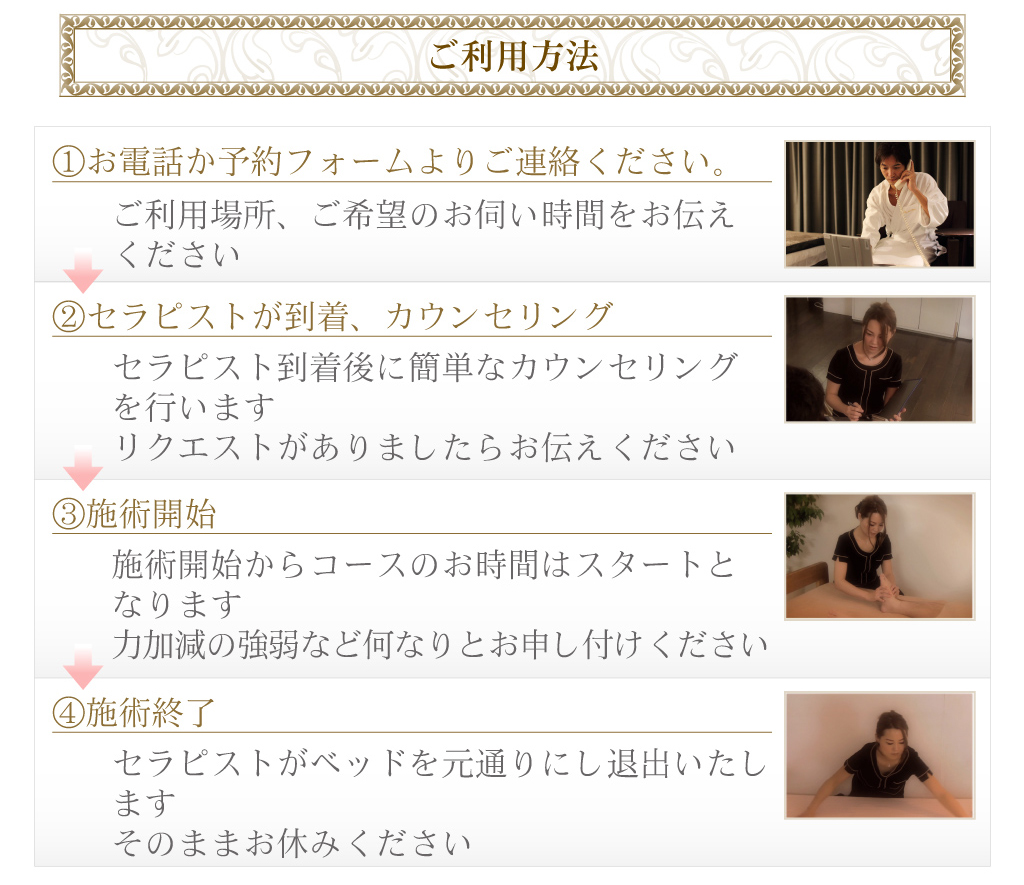 ご利用方法
①お電話か予約フォームよりご連絡ください。
ご利用場所、ご希望のお伺い時間をお伝え
ください
②セラピストが到着、カウンセリング
セラピスト到着後に簡単なカウンセリング
を行います
リクエストがありましたらお伝えください
③施術開始
施術開始からコースのお時間はスタートと
なります
力加減の強弱など何なりとお申し付けください
④施術終了
セラピストがベッドを元通りにし退出いたし
ます
そのままお休みください